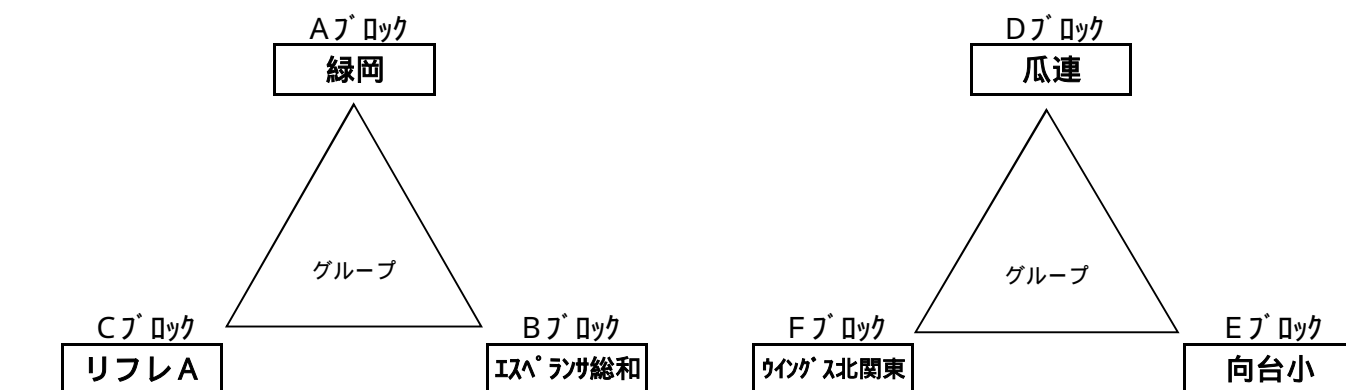 Aﾌﾞﾛｯｸ
緑岡
グループ
Cﾌﾞﾛｯｸ
リフレA
Bﾌﾞﾛｯｸ
ｴｽﾍﾟﾗﾝｻ総和
Dﾌﾞﾛｯｸ
瓜連
グループ
Fﾌﾞﾛｯｸ
ｳｲﾝｸﾞｽ北関東
Eﾌﾞﾛｯｸ
向台小